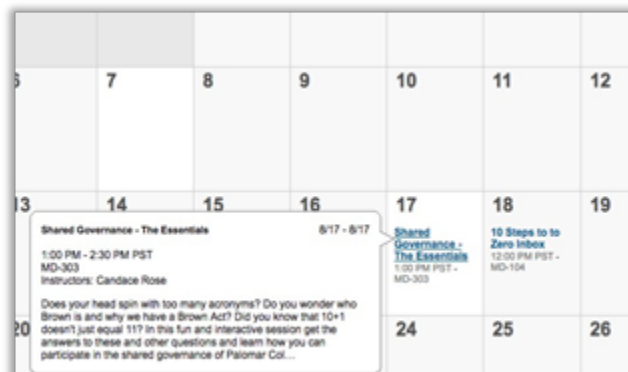 6 7 8 9 10 11 12
13 14 15 16 17 18 19
Shared Governance - The Essentials 8/17 - 8/17
1:00 PM - 2:30 PM PST
MD-303
Instructors: Candace Rose
Does your head spin with too many acronyms? Do you wonder who
Brown is and why we have a Brown Act? Did you know that 10+1
doesn't just equal 11? In this fun and interactive session get the
answers to these and other questions and learn how you can
participate in the shared governance of Palomar Col...
Shared
Governance -
The Essentials
1:00 PM PST -
MD-303
10 Steps to to
Zero Inbox
12:00 PM PST -
MD-104
20 24 25 26